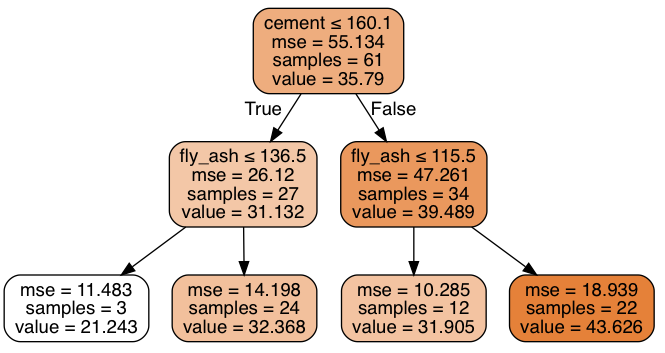 cement ≤ 160.1
mse = 55.134
samples = 61
value = 35.79
True
False
fly_ash ≤ 136.5
mse = 26.12
samples = 27
value = 31.132
fly_ash ≤ 115.5
mse = 47.261
samples = 34
value = 39.489
mse = 11.483
samples = 3
value = 21.243
mse = 14.198
samples = 24
value = 32.368
mse = 10.285
samples = 12
value = 31.905
mse = 18.939
samples = 22
value = 43.626